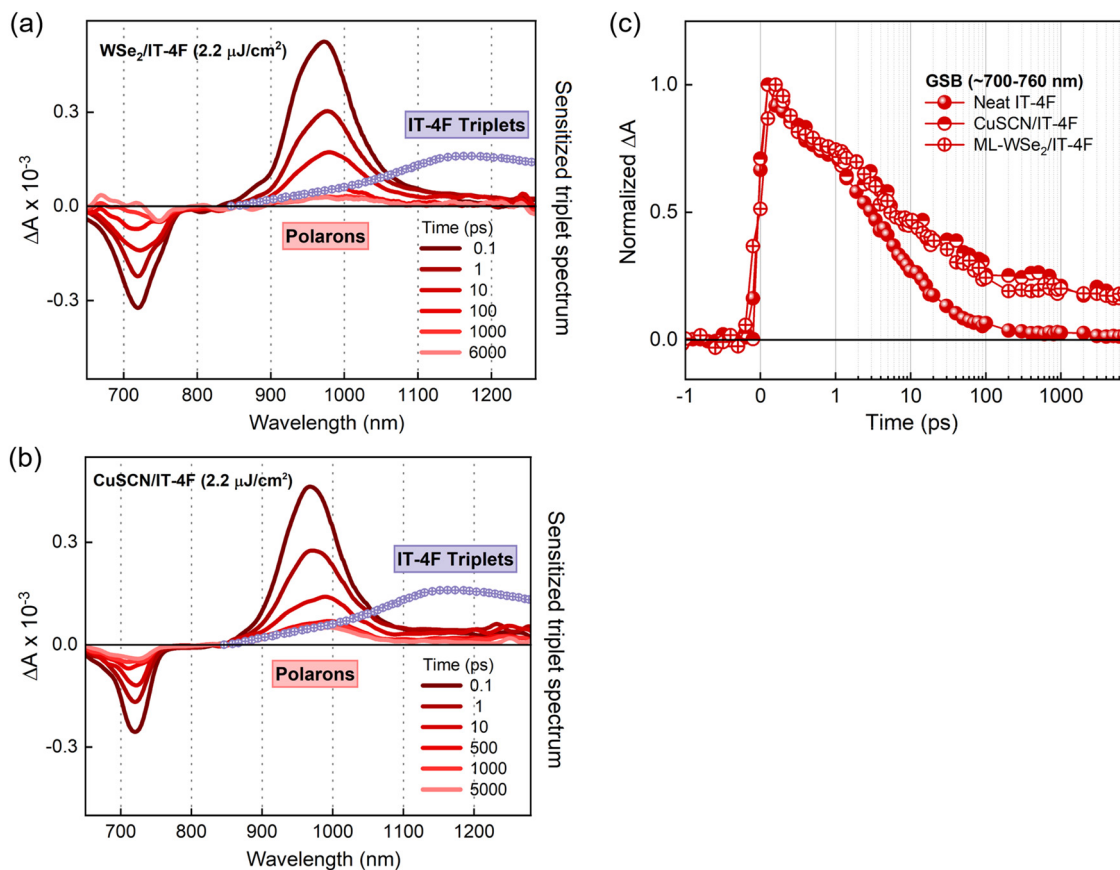 (a)
WSe₂/IT-4F (2.2 μJ/cm²)
ΔA x 10⁻³
0.3
0.0
-0.3
IT-4F Triplets
Polarons
Time (ps)
0.1
1
10
100
1000
6000
700 800 900 1000 1100 1200
Wavelength (nm)
Sensitized triplet spectrum
(b)
CuSCN/IT-4F (2.2 μJ/cm²)
ΔA x 10⁻³
0.3
0.0
-0.3
IT-4F Triplets
Polarons
Time (ps)
0.1
1
10
500
1000
5000
700 800 900 1000 1100 1200
Wavelength (nm)
Sensitized triplet spectrum
(c)
Normalized ΔA
1.0
0.5
0.0
GSB (~700-760 nm)
Neat IT-4F
CuSCN/IT-4F
ML-WSe₂/IT-4F
-1 0 1 10 100 1000
Time (ps)